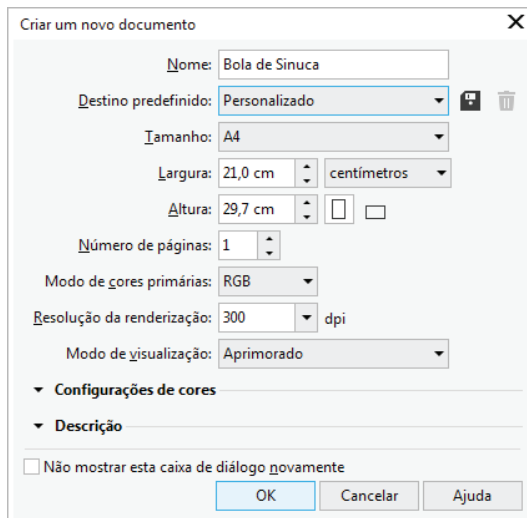 Criar um novo documento
Nome: Bola de Sinuca
Destino predefinido: Personalizado
Tamanho: A4
Largura: 21,0 cm centímetros
Altura: 29,7 cm
Número de páginas: 1
Modo de cores primárias: RGB
Resolução da renderização: 300 dpi
Modo de visualização: Aprimorado
Configurações de cores
Descrição
Não mostrar esta caixa de diálogo novamente
OK Cancelar Ajuda